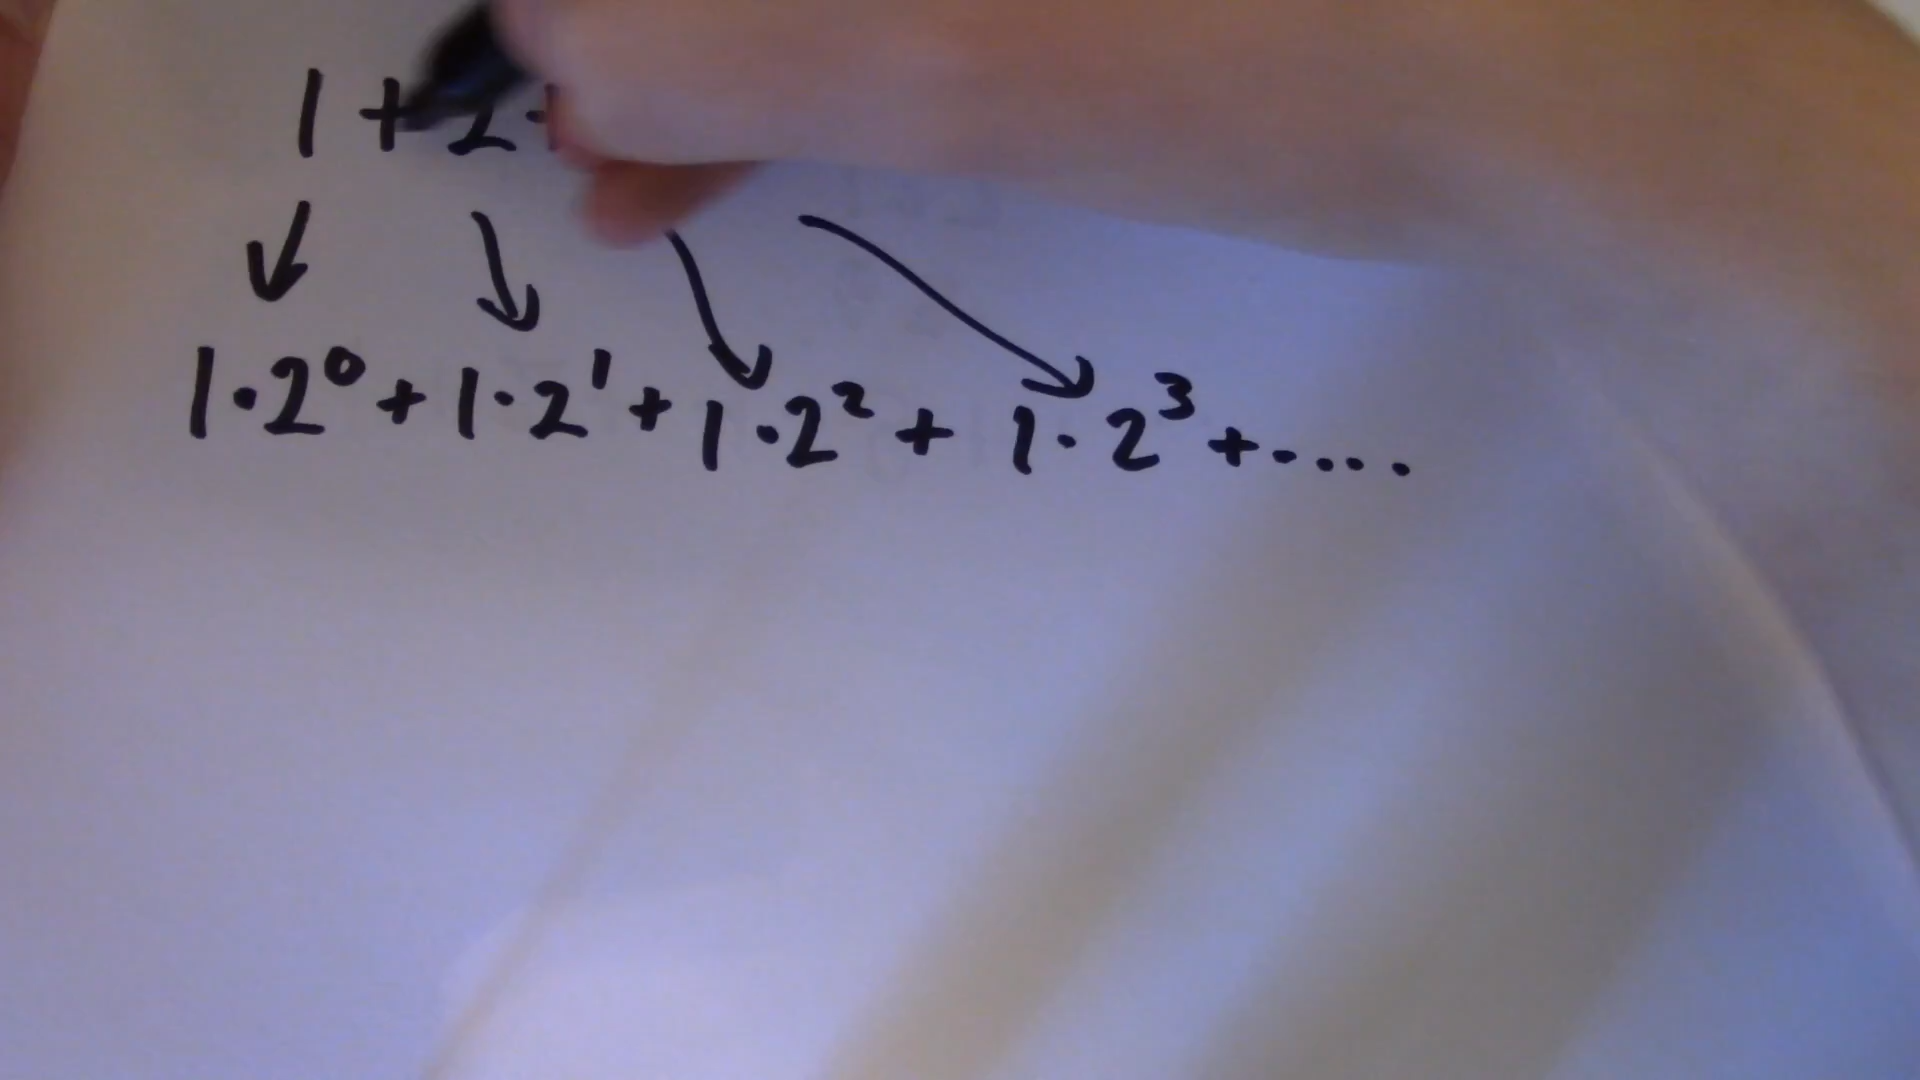 1 + 2 +
1·2⁰ + 1·2¹ + 1·2² + 1·2³ + ....